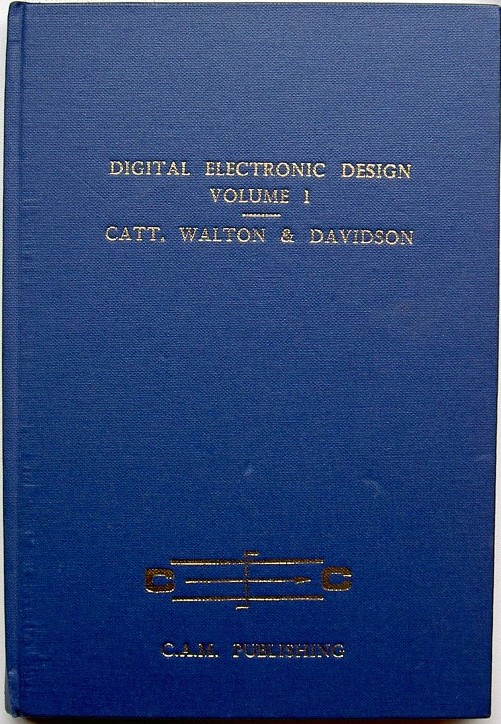 DIGITAL ELECTRONIC DESIGN
VOLUME I
CATT, WALTON & DAVIDSON
C C
C.A.M. PUBLISHING